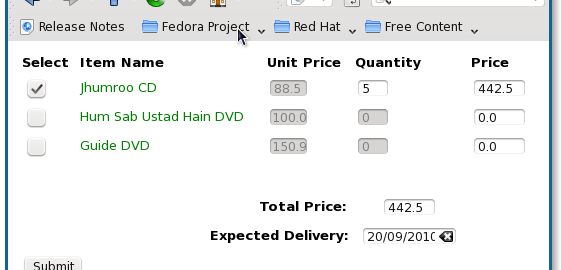 Release Notes Fedora Project Red Hat Free Content
Select Item Name Unit Price Quantity Price
Jhumroo CD 88.5 5 442.5
Hum Sab Ustad Hain DVD 100.0 0 0.0
Guide DVD 150.9 0 0.0
Total Price: 442.5
Expected Delivery: 20/09/2010
Submit